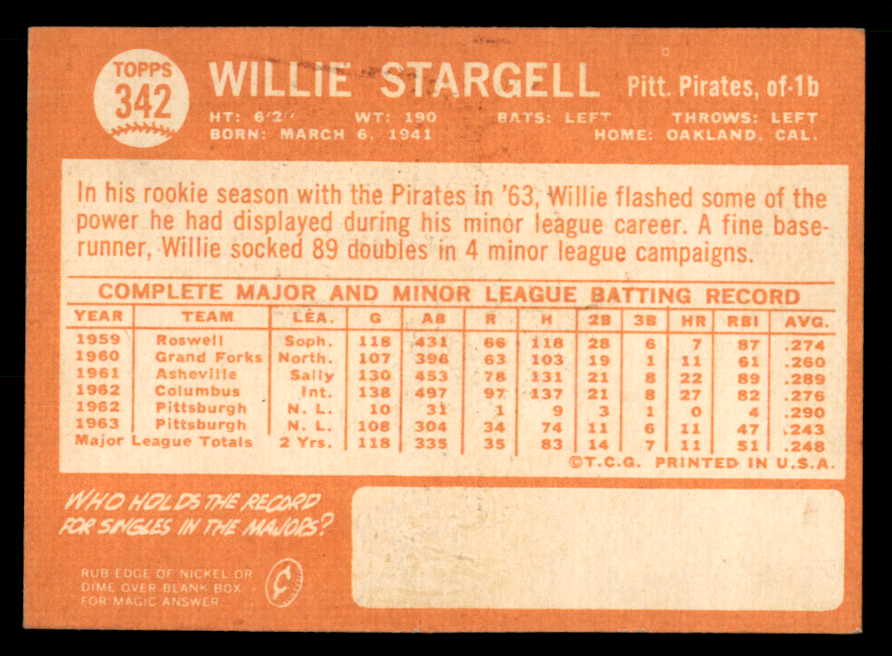 TOPPS
342
WILLIE STARGELL Pitt. Pirates, of-1b
HT: 6'2" WT: 190 BATS: LEFT THROWS: LEFT
BORN: MARCH 6, 1941 HOME: OAKLAND, CAL.
In his rookie season with the Pirates in '63, Willie flashed some of the
power he had displayed during his minor league career. A fine base-
runner, Willie socked 89 doubles in 4 minor league campaigns.
COMPLETE MAJOR AND MINOR LEAGUE BATTING RECORD
YEAR TEAM LEA. G AB R H 2B 3B HR RBI AVG.
1959 Roswell Soph. 118 431 66 118 28 6 7 87 .274
1960 Grand Forks North. 107 396 63 103 19 1 11 61 .260
1961 Asheville Sally 130 453 78 131 21 8 22 89 .289
1962 Columbus Int. 138 497 97 137 21 8 27 82 .276
1962 Pittsburgh N. L. 10 31 1 9 3 1 0 4 .290
1963 Pittsburgh N. L. 108 304 34 74 11 6 11 47 .243
Major League Totals 2 Yrs. 118 335 35 83 14 7 11 51 .248
©T.C.G. PRINTED IN U.S.A.
WHO HOLDS THE RECORD
FOR SINGLES IN THE MAJORS?
RUB EDGE OF NICKEL OR
DIME OVER BLANK BOX
FOR MAGIC ANSWER
¢